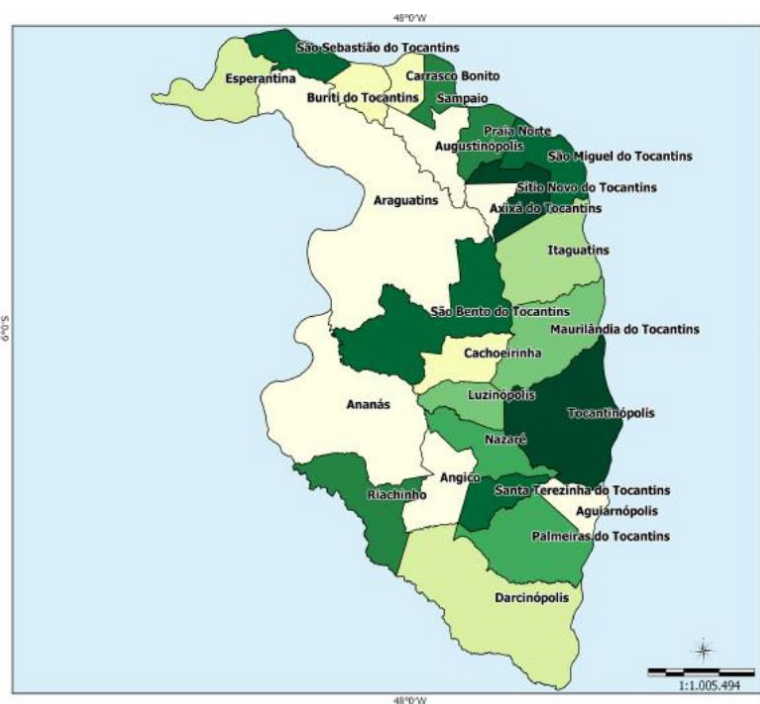 48°0'W
São Sebastião do Tocantins
Esperantina
Carrasco Bonito
Buriti do Tocantins
Sampaio
Praia Norte
Augustinópolis
São Miguel do Tocantins
Sítio Novo do Tocantins
Araguatins
Axixá do Tocantins
Itaguatins
São Bento do Tocantins
6°0'S
Maurilândia do Tocantins
Cachoeirinha
Luzinópolis
Ananás
Tocantinópolis
Nazaré
Angico
Santa Terezinha do Tocantins
Riachinho
Aguiarnópolis
Palmeiras do Tocantins
Darcinópolis
1:1.005.494
48°0'W